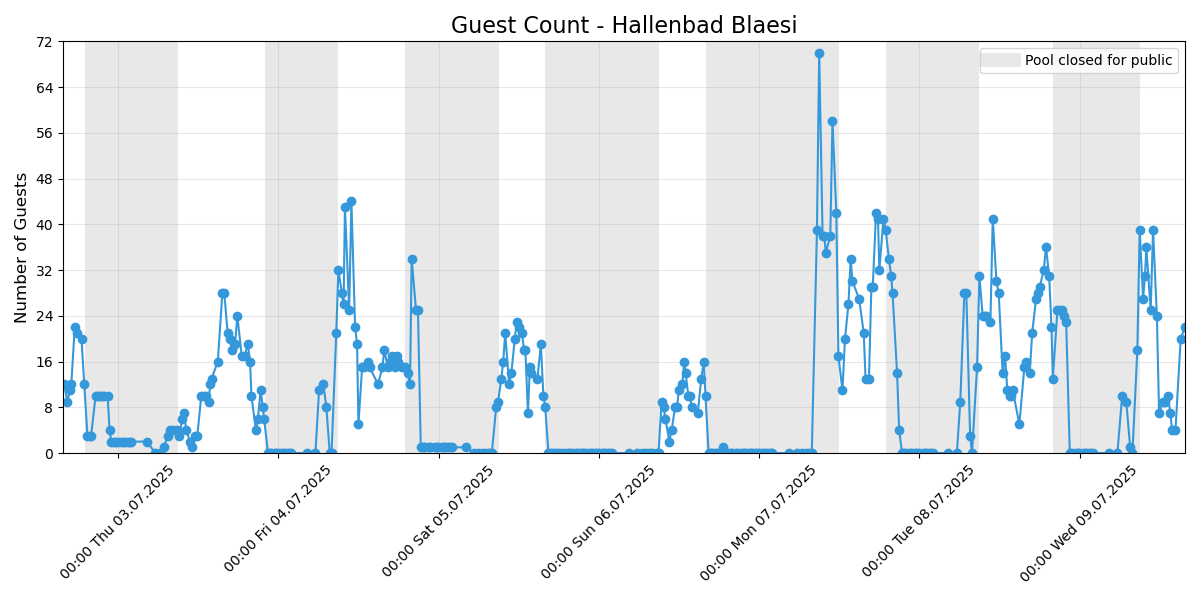 Guest Count - Hallenbad Blaesi
Pool closed for public
Number of Guests
72
64
56
48
40
32
24
16
8
0
00:00 Thu 03.07.2025
00:00 Fri 04.07.2025
00:00 Sat 05.07.2025
00:00 Sun 06.07.2025
00:00 Mon 07.07.2025
00:00 Tue 08.07.2025
00:00 Wed 09.07.2025